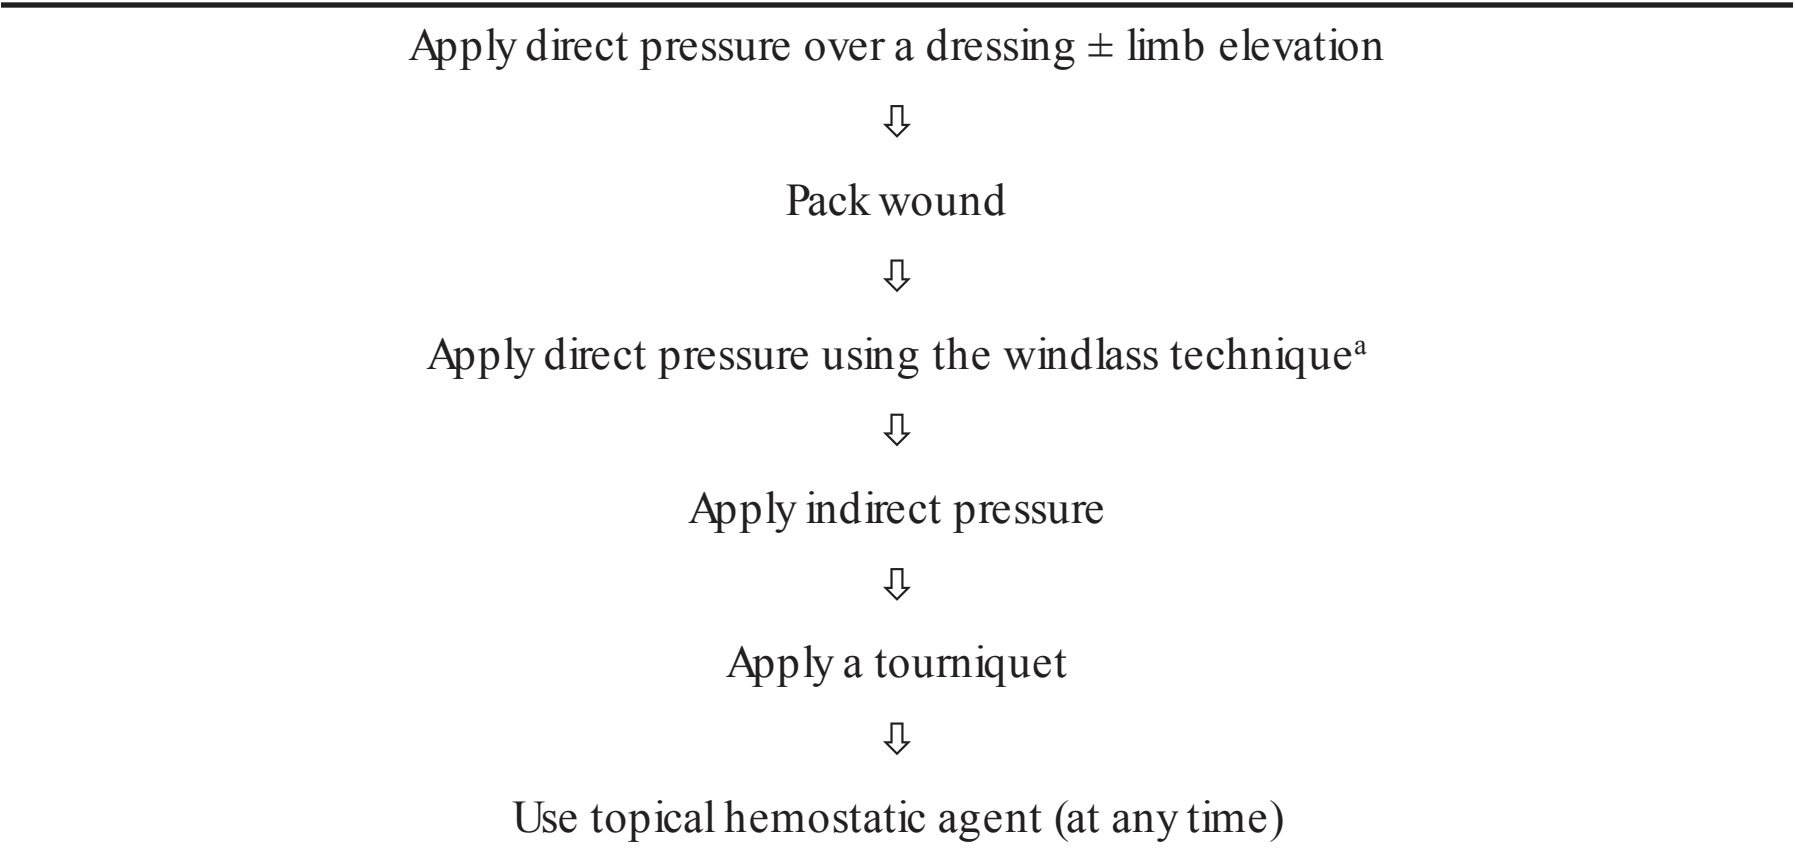 Apply direct pressure over a dressing ± limb elevation
⇩
Pack wound
⇩
Apply direct pressure using the windlass techniqueᵃ
⇩
Apply indirect pressure
⇩
Apply a tourniquet
⇩
Use topical hemostatic agent (at any time)